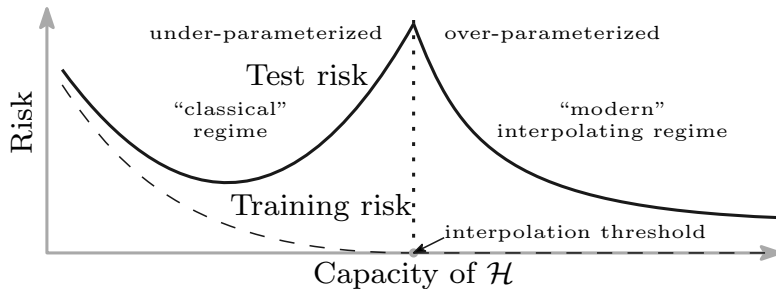 under-parameterized
over-parameterized
Test risk
“classical”
regime
“modern”
interpolating regime
Risk
Training risk
interpolation threshold
Capacity of ℋ